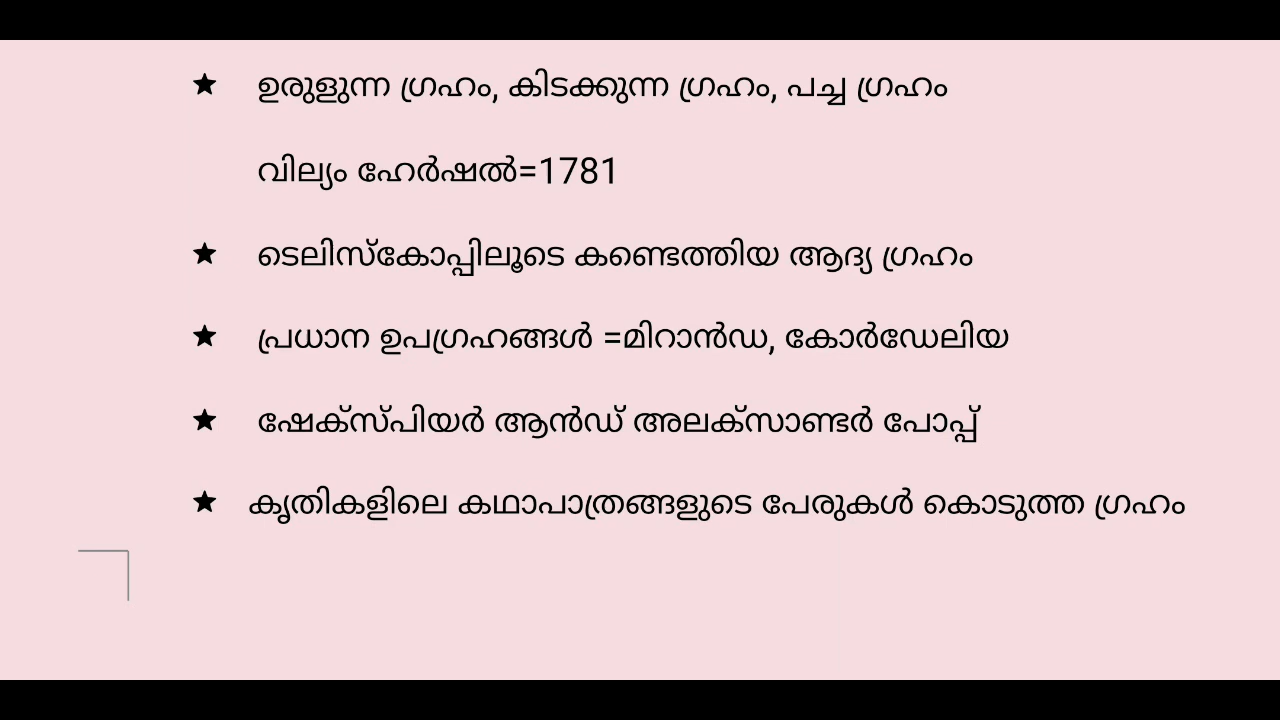 ★ ഉരുളുന്ന ഗ്രഹം, കിടക്കുന്ന ഗ്രഹം, പച്ച ഗ്രഹം
വില്യം ഹേർഷൽ=1781
★ ടെലിസ്കോപ്പിലൂടെ കണ്ടെത്തിയ ആദ്യ ഗ്രഹം
★ പ്രധാന ഉപഗ്രഹങ്ങൾ =മിറാൻഡ, കോർഡേലിയ
★ ഷേക്സ്പിയർ ആൻഡ് അലക്സാണ്ടർ പോപ്പ്
★ കൃതികളിലെ കഥാപാത്രങ്ങളുടെ പേരുകൾ കൊടുത്ത ഗ്രഹം